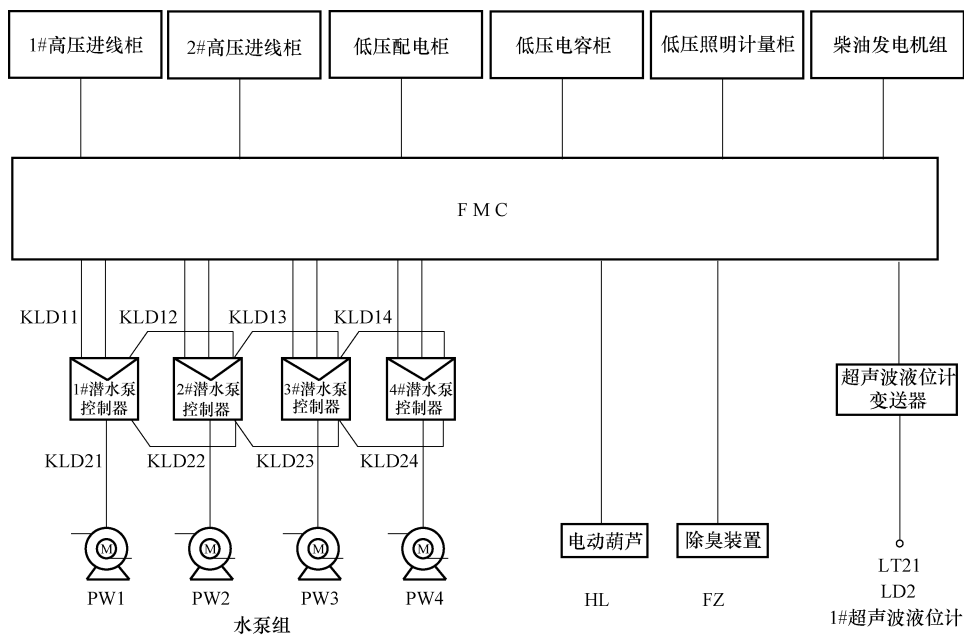 1#高压进线柜
2#高压进线柜
低压配电柜
低压电容柜
低压照明计量柜
柴油发电机组
F M C
KLD11
KLD12
KLD13
KLD14
1#潜水泵
控制器
2#潜水泵
控制器
3#潜水泵
控制器
4#潜水泵
控制器
超声波液位计
变送器
KLD21
KLD22
KLD23
KLD24
M
M
M
M
电动葫芦
除臭装置
PW1
PW2
PW3
PW4
HL
FZ
LT21
LD2
1#超声波液位计
水泵组